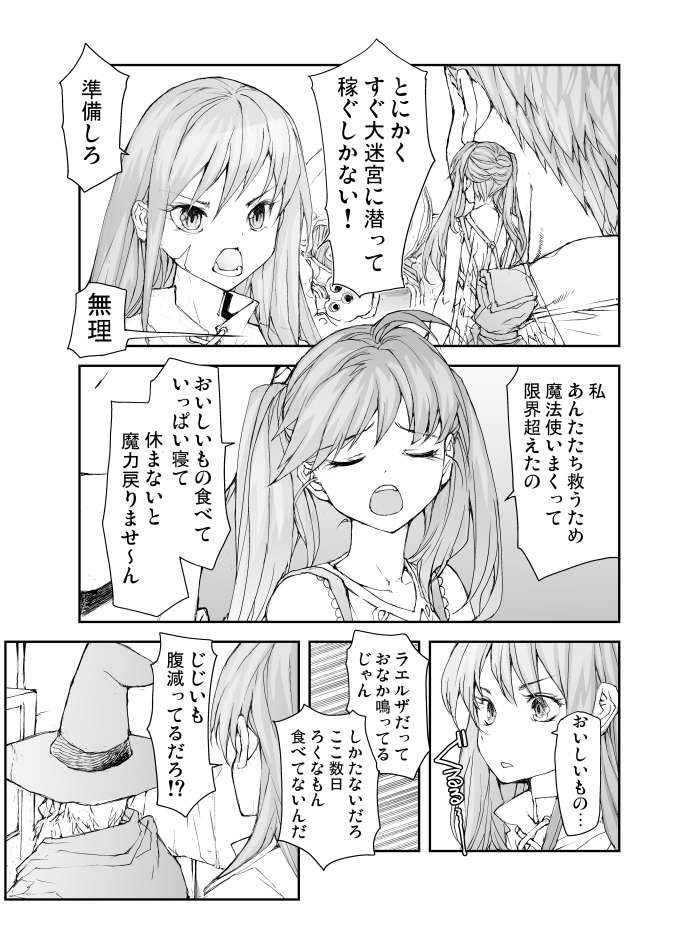 とにかく
すぐ大迷宮に潜って
稼ぐしかない！
準備しろ
無理
私
あんたたち救うため
魔法使いまくって
限界超えたの
おいしいもの食べて
いっぱい寝て
休まないと
魔力戻りませ～ん
おいしいもの…
くるるる～
ラエルザだって
おなか鳴ってる
じゃん
しかたないだろ
ここ数日
ろくなもん
食べてないんだ
じじいも
腹減ってるだろ!?